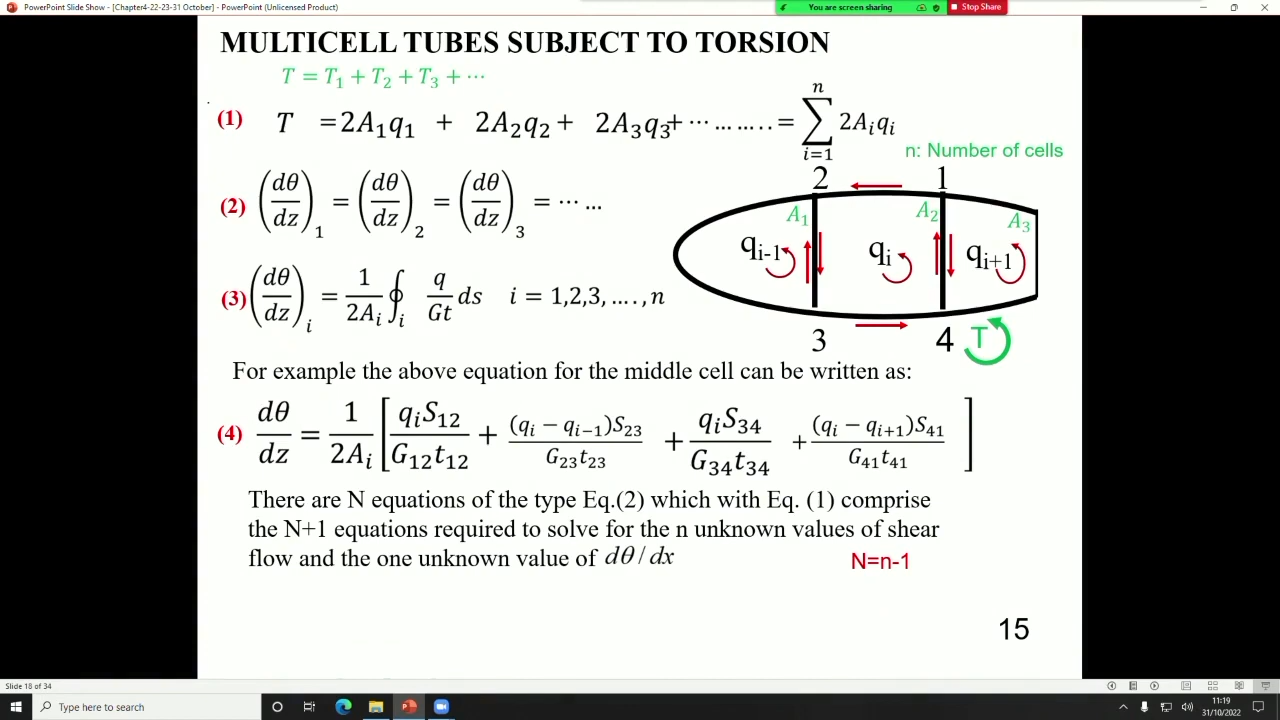 PowerPoint Slide Show - [Chapter4-22-23-31 October] - PowerPoint (Unlicensed Product)
You are screen sharing
Stop Share
MULTICELL TUBES SUBJECT TO TORSION
T = T₁ + T₂ + T₃ + ⋯
(1) T =2A₁q₁ + 2A₂q₂+ 2A₃q₃+ ⋯ ... ... . . = ∑ⁿᵢ₌₁ 2Aᵢqᵢ
n: Number of cells
(2) (dθ/dz)₁ = (dθ/dz)₂ = (dθ/dz)₃ = ⋯ ...
2 1
A₁ A₂ A₃
qᵢ₋₁ qᵢ qᵢ₊₁
3 4 T
(3) (dθ/dz)ᵢ = 1/2Aᵢ ∮ᵢ q/Gt ds i = 1,2,3, ... . , n
For example the above equation for the middle cell can be written as:
(4) dθ/dz = 1/2Aᵢ [qᵢS₁₂/G₁₂t₁₂ + (qᵢ − qᵢ₋₁)S₂₃/G₂₃t₂₃ + qᵢS₃₄/G₃₄t₃₄ + (qᵢ − qᵢ₊₁)S₄₁/G₄₁t₄₁]
There are N equations of the type Eq.(2) which with Eq. (1) comprise
the N+1 equations required to solve for the n unknown values of shear
flow and the one unknown value of dθ/dx
N=n-1
15
Slide 18 of 34
Type here to search
11:19
31/10/2022